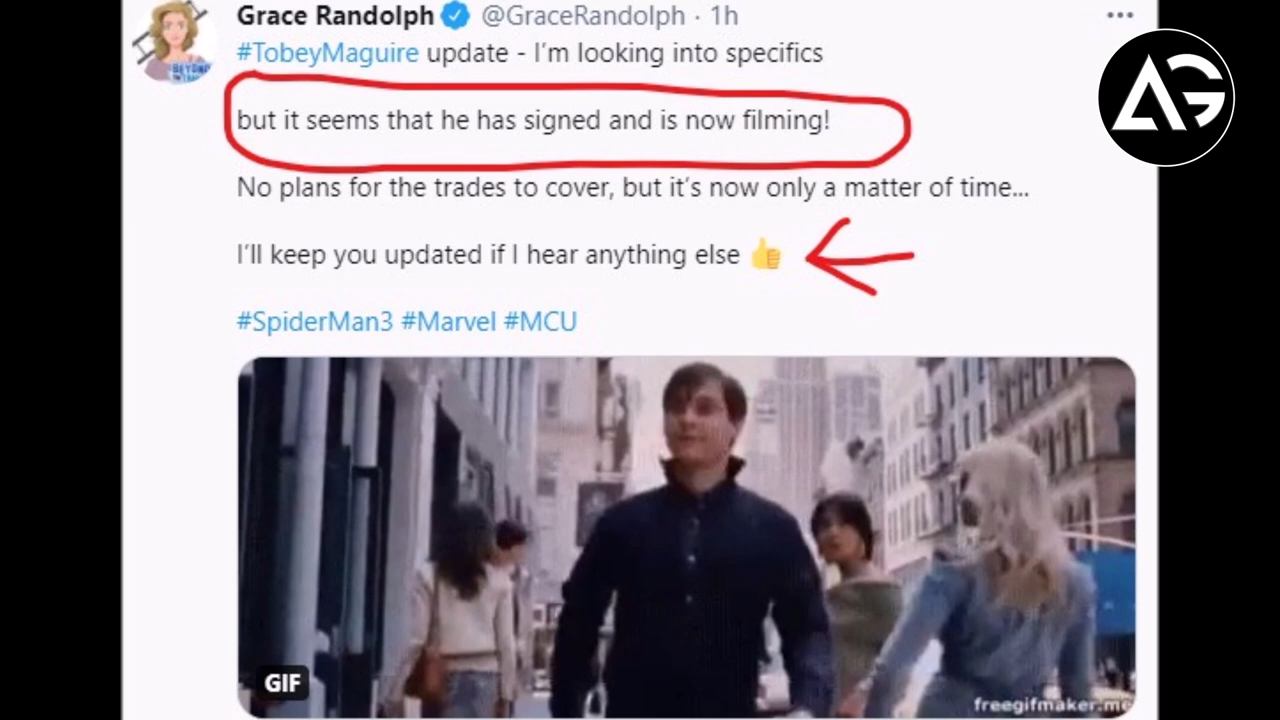 Grace Randolph @GraceRandolph · 1h
#TobeyMaguire update - I'm looking into specifics
but it seems that he has signed and is now filming!
No plans for the trades to cover, but it's now only a matter of time...
I'll keep you updated if I hear anything else 👍
#SpiderMan3 #Marvel #MCU
GIF
freegifmaker.me
AG
BEYOND